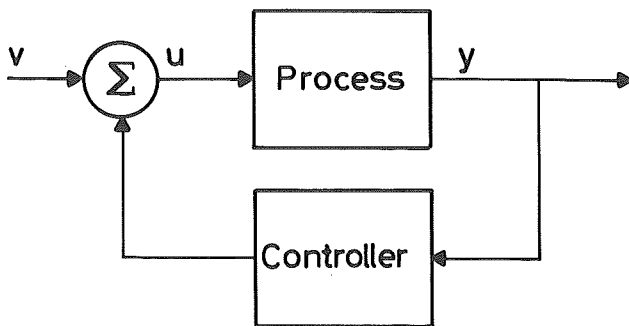 v
Σ
u
Process
y
Controller